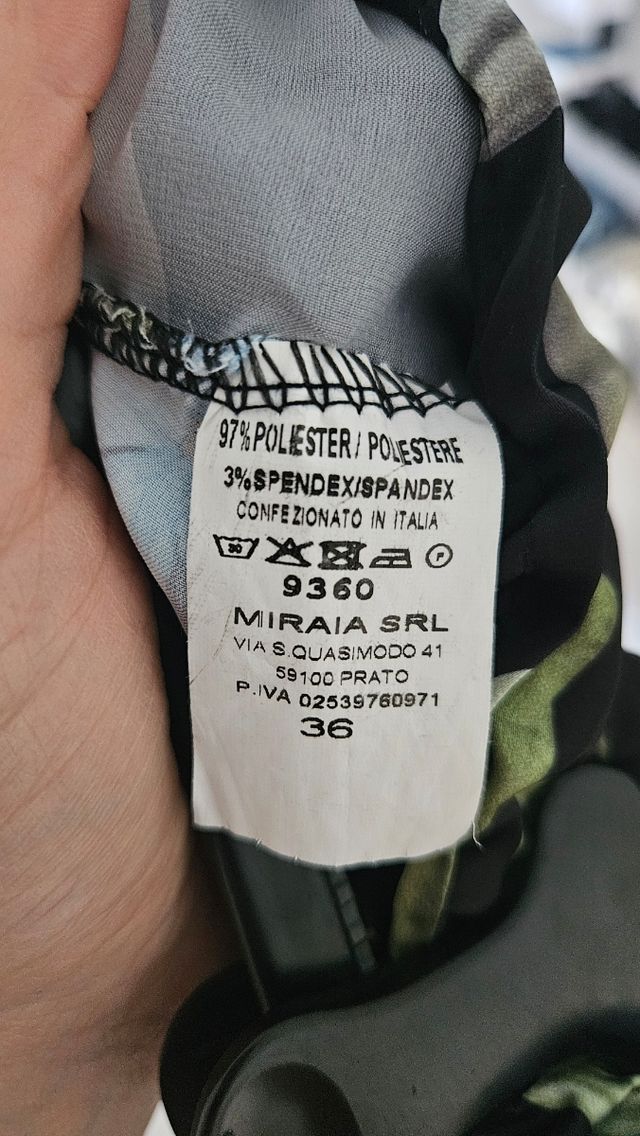 97% POLIESTER / POLIESTERE
3% SPENDEX/SPANDEX
CONFEZIONATO IN ITALIA
30 P
9360
MIRAIA SRL
VIA S.QUASIMODO 41
59100 PRATO
P.IVA 02539760971
36